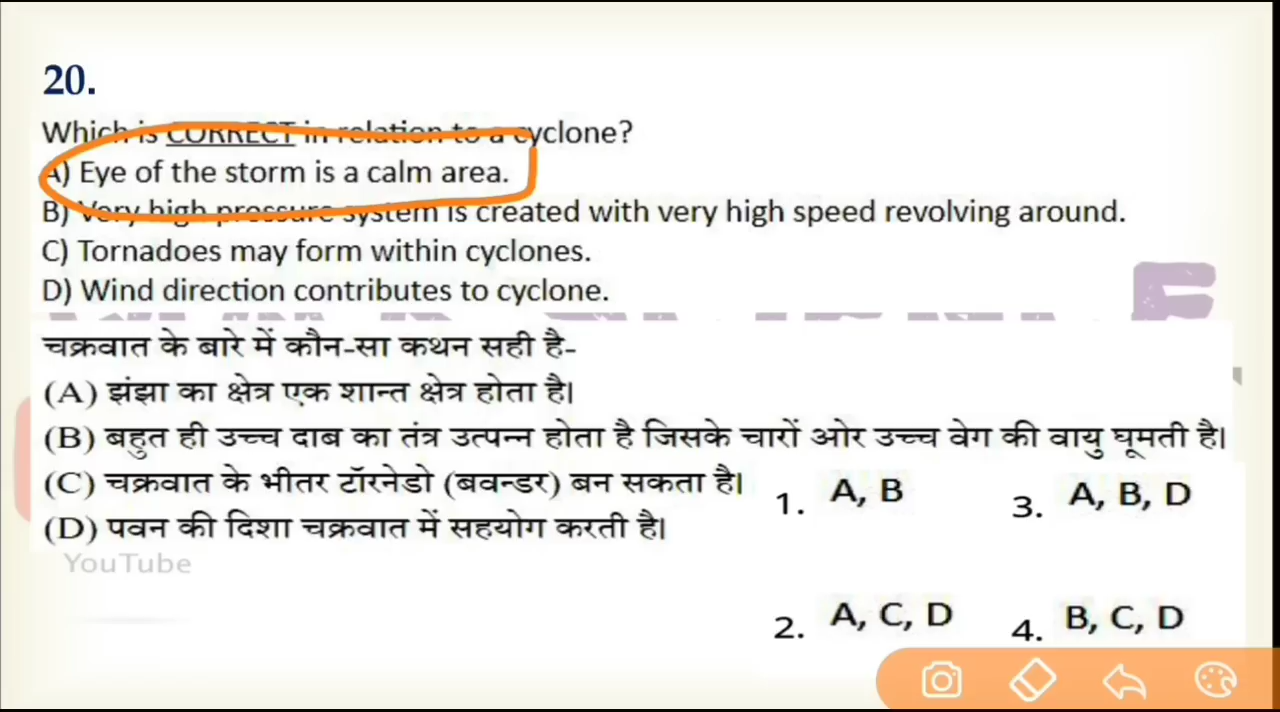 20.
Which is CORRECT in relation to a cyclone?
A) Eye of the storm is a calm area.
B) Very high pressure system is created with very high speed revolving around.
C) Tornadoes may form within cyclones.
D) Wind direction contributes to cyclone.
चक्रवात के बारे में कौन-सा कथन सही है-
(A) झंझा का क्षेत्र एक शान्त क्षेत्र होता है।
(B) बहुत ही उच्च दाब का तंत्र उत्पन्न होता है जिसके चारों ओर उच्च वेग की वायु घूमती है।
(C) चक्रवात के भीतर टॉरनेडो (बवन्डर) बन सकता है।
(D) पवन की दिशा चक्रवात में सहयोग करती है।
YouTube
1. A, B
3. A, B, D
2. A, C, D
4. B, C, D